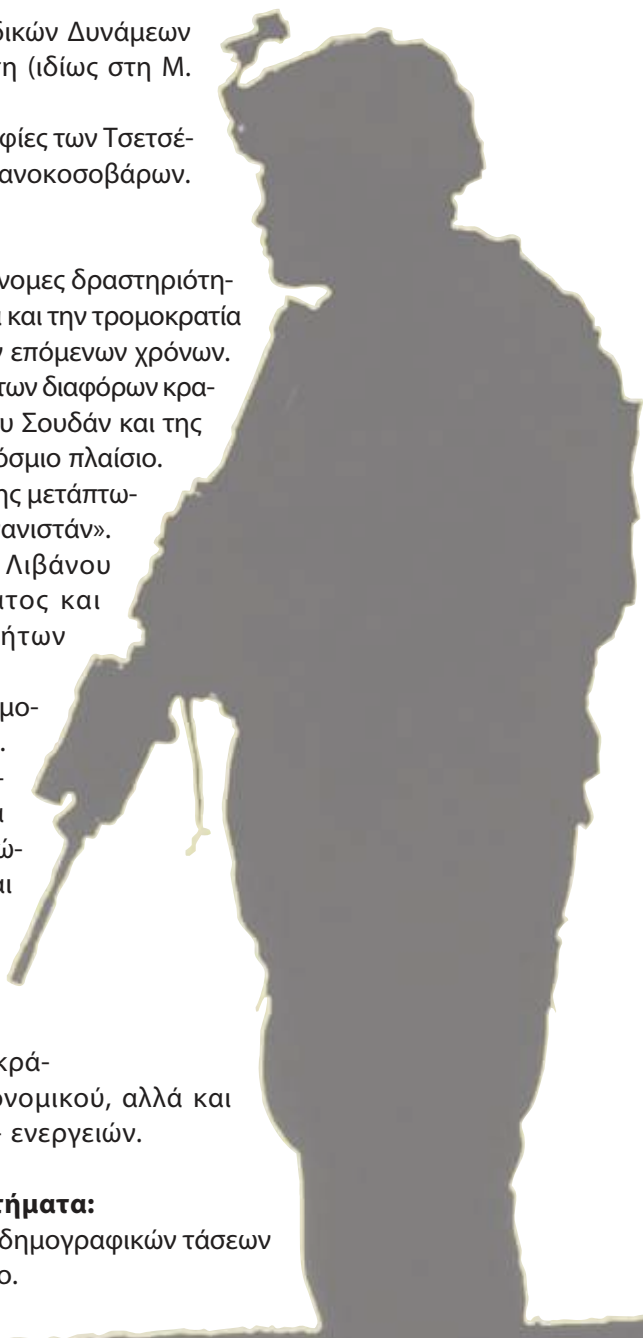 δικών Δυνάμεων
τη (ιδίως στη Μ.
φίες των Τσετσέ-
ανοκοσοβάρων.
νομες δραστηριότη-
και την τρομοκρατία
ν επόμενων χρόνων.
των διαφόρων κρα-
υ Σουδάν και της
όσμιο πλαίσιο.
ης μετάπτω-
ανιστάν».
Λιβάνου
ατος και
ήτων
μο-
.
-
ώ-
αι
κρά-
ονομικού, αλλά και
ενεργειών.
τήματα:
δημογραφικών τάσεων
ο.